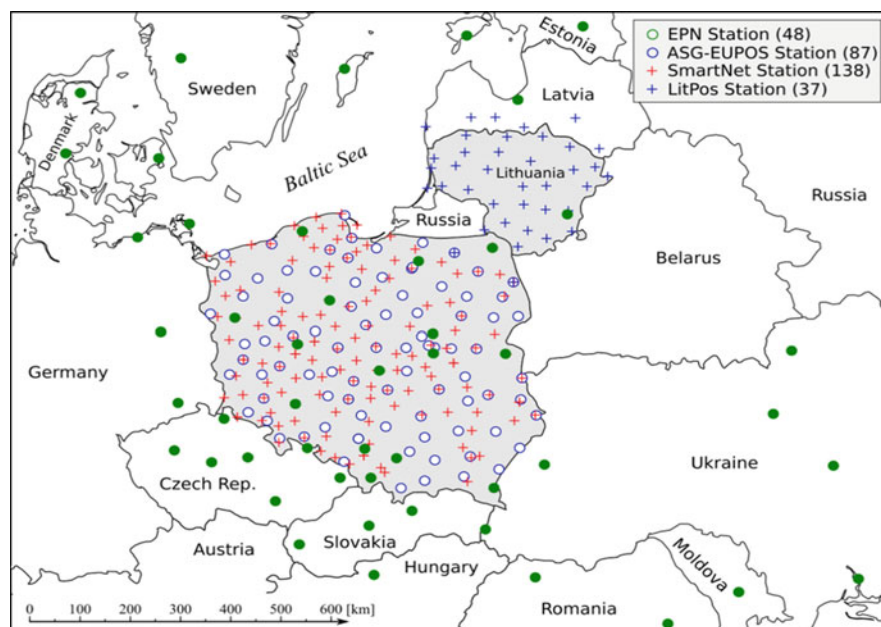 Estonia
EPN Station (48)
ASG-EUPOS Station (87)
SmartNet Station (138)
LitPos Station (37)
Sweden
Latvia
Denmark
Baltic Sea
Lithuania
Russia
Russia
Belarus
Germany
Ukraine
Czech Rep.
Slovakia
Austria
Hungary
Moldova
Romania
0 100 200 300 400 500 600 [km]